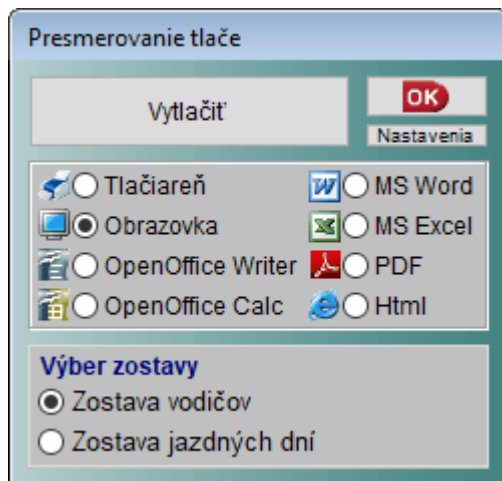 Presmerovanie tlače
Vytlačiť
OK
Nastavenia
Tlačiareň
MS Word
Obrazovka
MS Excel
OpenOffice Writer
PDF
OpenOffice Calc
Html
Výber zostavy
Zostava vodičov
Zostava jazdných dní